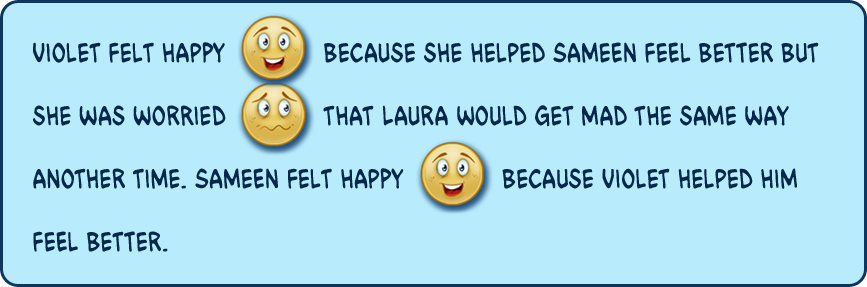 VIOLET FELT HAPPY BECAUSE SHE HELPED SAMEEN FEEL BETTER BUT
SHE WAS WORRIED THAT LAURA WOULD GET MAD THE SAME WAY
ANOTHER TIME. SAMEEN FELT HAPPY BECAUSE VIOLET HELPED HIM
FEEL BETTER.